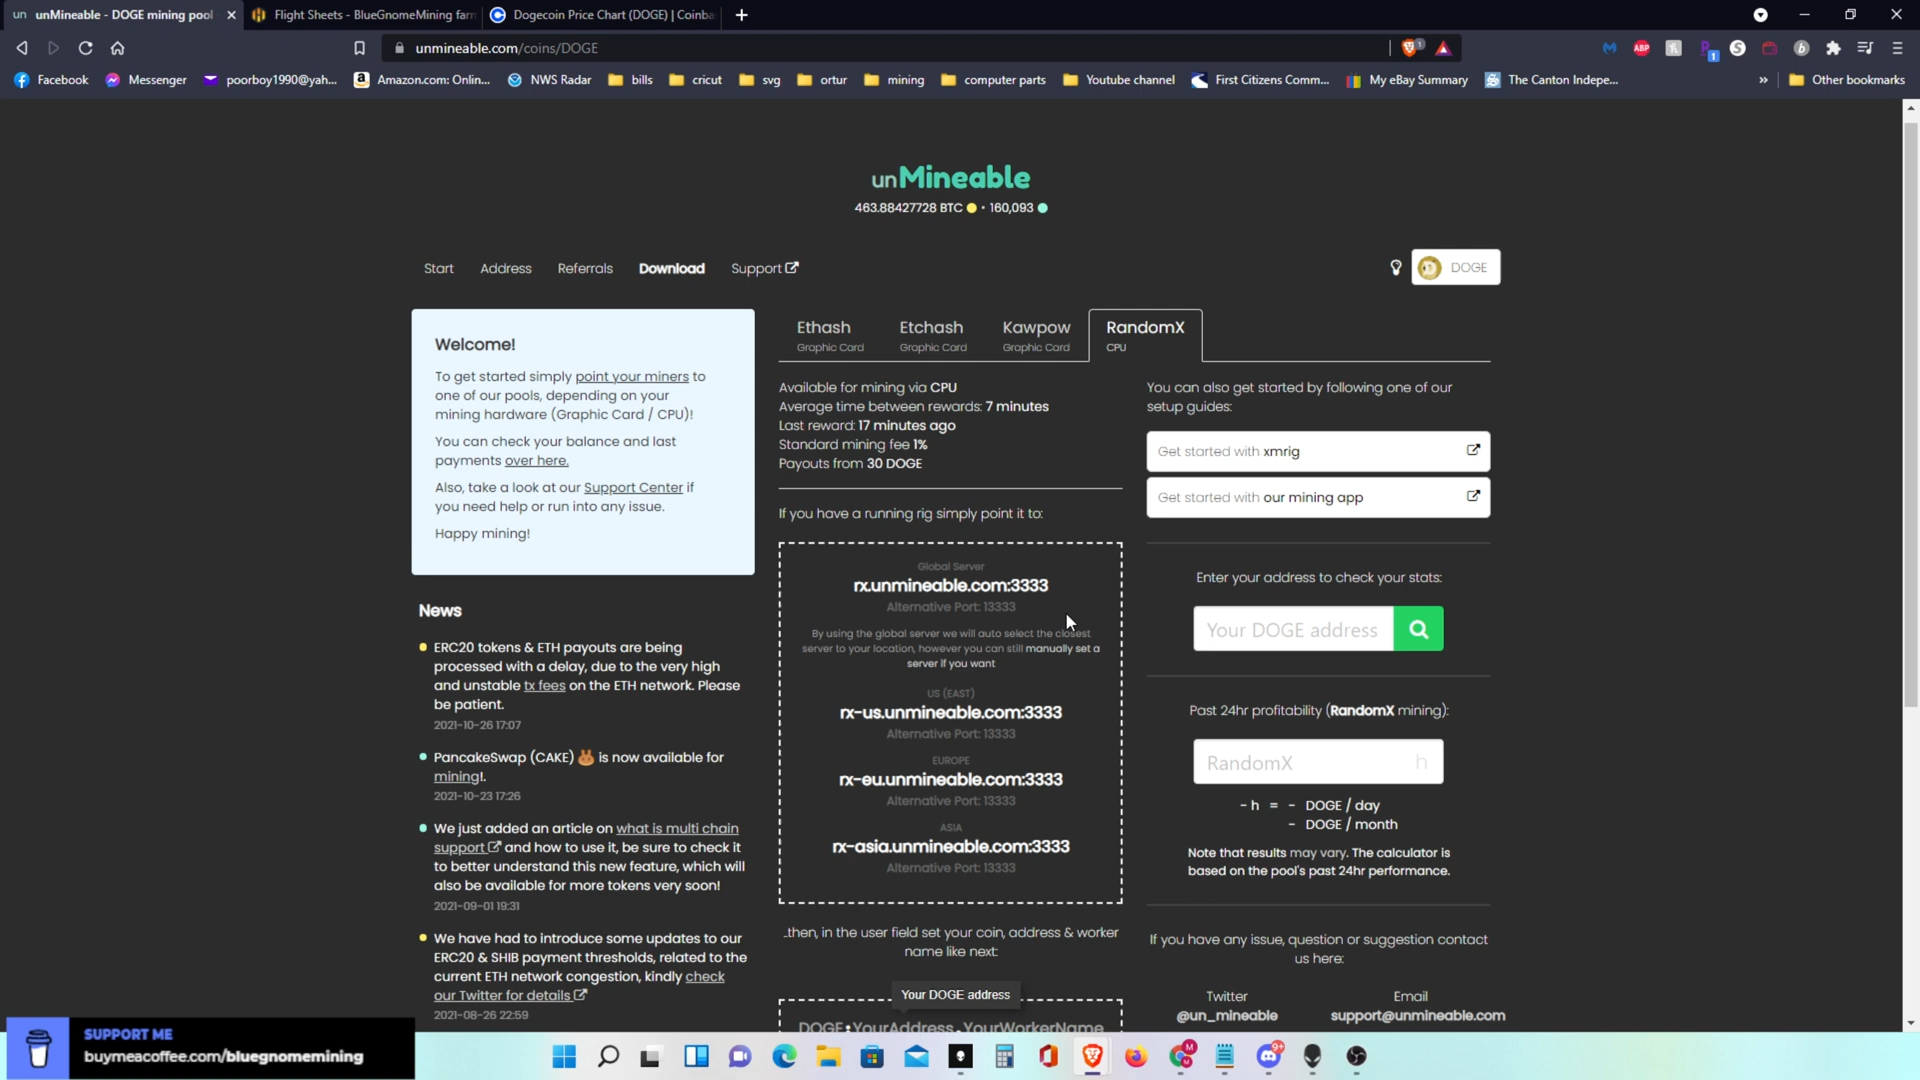 un unMineable - DOGE mining pool
Flight Sheets - BlueGnomeMining farm
Dogecoin Price Chart (DOGE) | Coinba
unmineable.com/coins/DOGE
1
ABP
1
Facebook
Messenger
poorboy1990@yah...
Amazon.com: Onlin...
NWS Radar
bills
cricut
svg
ortur
mining
computer parts
Youtube channel
First Citizens Comm...
My eBay Summary
The Canton Indepe...
»
Other bookmarks
unMineable
463.88427728 BTC • 160,093
Start
Address
Referrals
Download
Support
DOGE
Welcome!
To get started simply point your miners to
one of our pools, depending on your
mining hardware (Graphic Card / CPU)!
You can check your balance and last
payments over here.
Also, take a look at our Support Center if
you need help or run into any issue.
Happy mining!
News
ERC20 tokens & ETH payouts are being
processed with a delay, due to the very high
and unstable tx fees on the ETH network. Please
be patient.
2021-10-26 17:07
PancakeSwap (CAKE) is now available for
mining!.
2021-10-23 17:26
We just added an article on what is multi chain
support and how to use it, be sure to check it
to better understand this new feature, which will
also be available for more tokens very soon!
2021-09-01 19:31
We have had to introduce some updates to our
ERC20 & SHIB payment thresholds, related to the
current ETH network congestion, kindly check
our Twitter for details
2021-08-26 22:59
Ethash
Graphic Card
Etchash
Graphic Card
Kawpow
Graphic Card
RandomX
CPU
Available for mining via CPU
Average time between rewards: 7 minutes
Last reward: 17 minutes ago
Standard mining fee 1%
Payouts from 30 DOGE
If you have a running rig simply point it to:
Global Server
rx.unmineable.com:3333
Alternative Port: 13333
By using the global server we will auto select the closest
server to your location, however you can still manually set a
server if you want
US (EAST)
rx-us.unmineable.com:3333
Alternative Port: 13333
EUROPE
rx-eu.unmineable.com:3333
Alternative Port: 13333
ASIA
rx-asia.unmineable.com:3333
Alternative Port: 13333
..then, in the user field set your coin, address & worker
name like next:
Your DOGE address
DOGE:YourAddress.YourWorkerName
You can also get started by following one of our
setup guides:
Get started with xmrig
Get started with our mining app
Enter your address to check your stats:
Your DOGE address
Past 24hr profitability (RandomX mining):
RandomX h
- h = - DOGE / day
- DOGE / month
Note that results may vary. The calculator is
based on the pool's past 24hr performance.
If you have any issue, question or suggestion contact
us here:
Twitter
@un_mineable
Email
support@unmineable.com
SUPPORT ME
buymeacoffee.com/bluegnomemining
M
M
9+